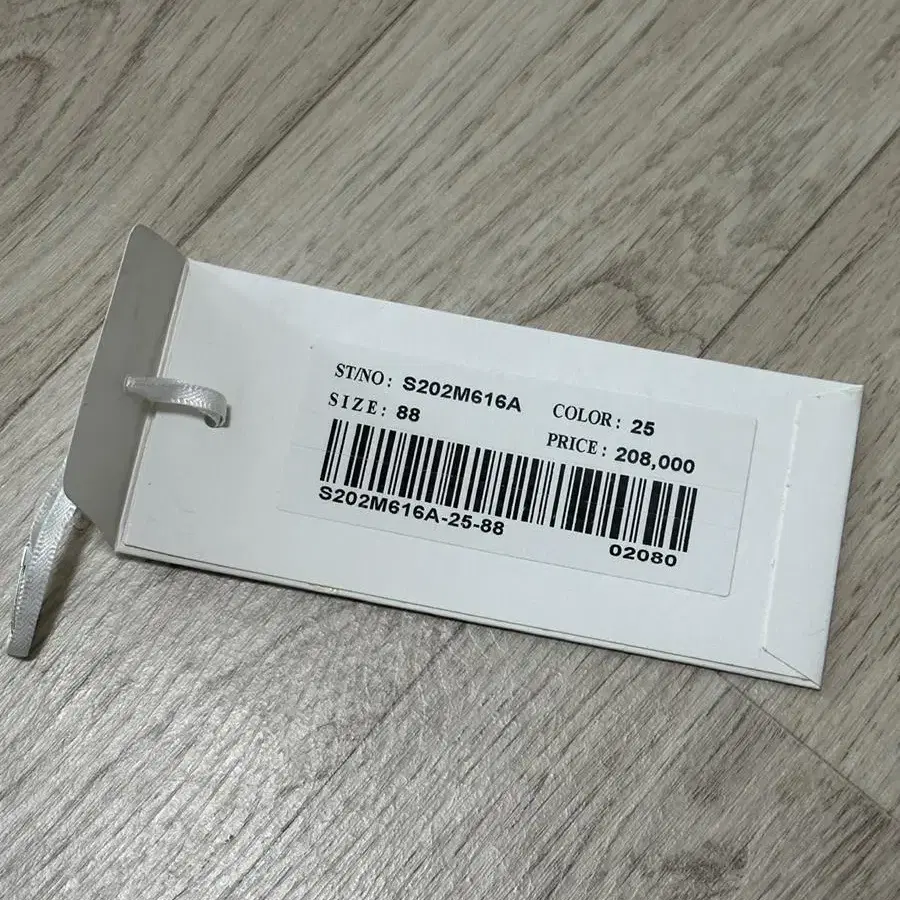 ST/NO: S202M616A
COLOR: 25
SIZE: 88
PRICE: 208,000
S202M616A-25-88
02080